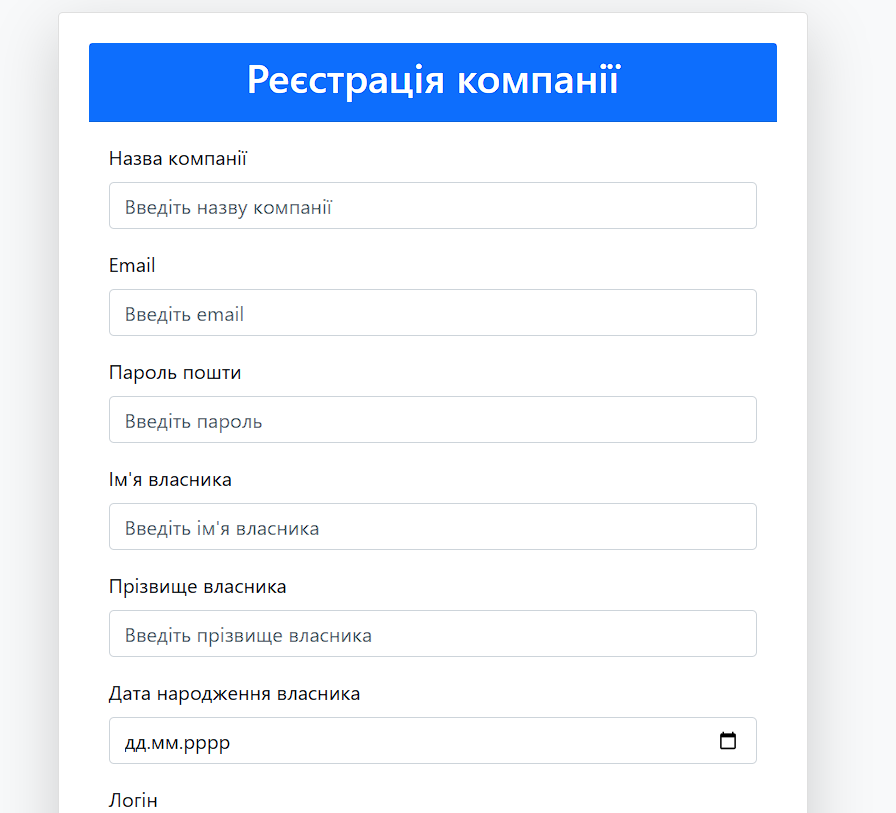 Реєстрація компанії
Назва компанії
Введіть назву компанії
Email
Введіть email
Пароль пошти
Введіть пароль
Ім'я власника
Введіть ім'я власника
Прізвище власника
Введіть прізвище власника
Дата народження власника
дд.мм.рррр
Логін